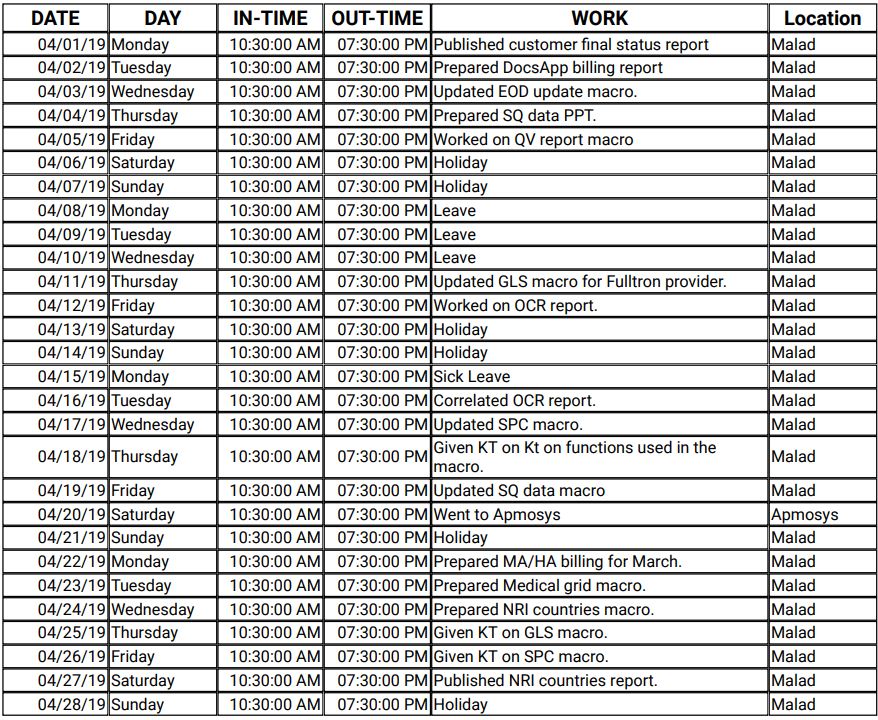 DATE DAY IN-TIME OUT-TIME WORK Location
04/01/19 Monday 10:30:00 AM 07:30:00 PM Published customer final status report Malad
04/02/19 Tuesday 10:30:00 AM 07:30:00 PM Prepared DocsApp billing report Malad
04/03/19 Wednesday 10:30:00 AM 07:30:00 PM Updated EOD update macro. Malad
04/04/19 Thursday 10:30:00 AM 07:30:00 PM Prepared SQ data PPT. Malad
04/05/19 Friday 10:30:00 AM 07:30:00 PM Worked on QV report macro Malad
04/06/19 Saturday 10:30:00 AM 07:30:00 PM Holiday Malad
04/07/19 Sunday 10:30:00 AM 07:30:00 PM Holiday Malad
04/08/19 Monday 10:30:00 AM 07:30:00 PM Leave Malad
04/09/19 Tuesday 10:30:00 AM 07:30:00 PM Leave Malad
04/10/19 Wednesday 10:30:00 AM 07:30:00 PM Leave Malad
04/11/19 Thursday 10:30:00 AM 07:30:00 PM Updated GLS macro for Fulltron provider. Malad
04/12/19 Friday 10:30:00 AM 07:30:00 PM Worked on OCR report. Malad
04/13/19 Saturday 10:30:00 AM 07:30:00 PM Holiday Malad
04/14/19 Sunday 10:30:00 AM 07:30:00 PM Holiday Malad
04/15/19 Monday 10:30:00 AM 07:30:00 PM Sick Leave Malad
04/16/19 Tuesday 10:30:00 AM 07:30:00 PM Correlated OCR report. Malad
04/17/19 Wednesday 10:30:00 AM 07:30:00 PM Updated SPC macro. Malad
04/18/19 Thursday 10:30:00 AM 07:30:00 PM Given KT on Kt on functions used in the
macro. Malad
04/19/19 Friday 10:30:00 AM 07:30:00 PM Updated SQ data macro Malad
04/20/19 Saturday 10:30:00 AM 07:30:00 PM Went to Apmosys Apmosys
04/21/19 Sunday 10:30:00 AM 07:30:00 PM Holiday Malad
04/22/19 Monday 10:30:00 AM 07:30:00 PM Prepared MA/HA billing for March. Malad
04/23/19 Tuesday 10:30:00 AM 07:30:00 PM Prepared Medical grid macro. Malad
04/24/19 Wednesday 10:30:00 AM 07:30:00 PM Prepared NRI countries macro. Malad
04/25/19 Thursday 10:30:00 AM 07:30:00 PM Given KT on GLS macro. Malad
04/26/19 Friday 10:30:00 AM 07:30:00 PM Given KT on SPC macro. Malad
04/27/19 Saturday 10:30:00 AM 07:30:00 PM Published NRI countries report. Malad
04/28/19 Sunday 10:30:00 AM 07:30:00 PM Holiday Malad